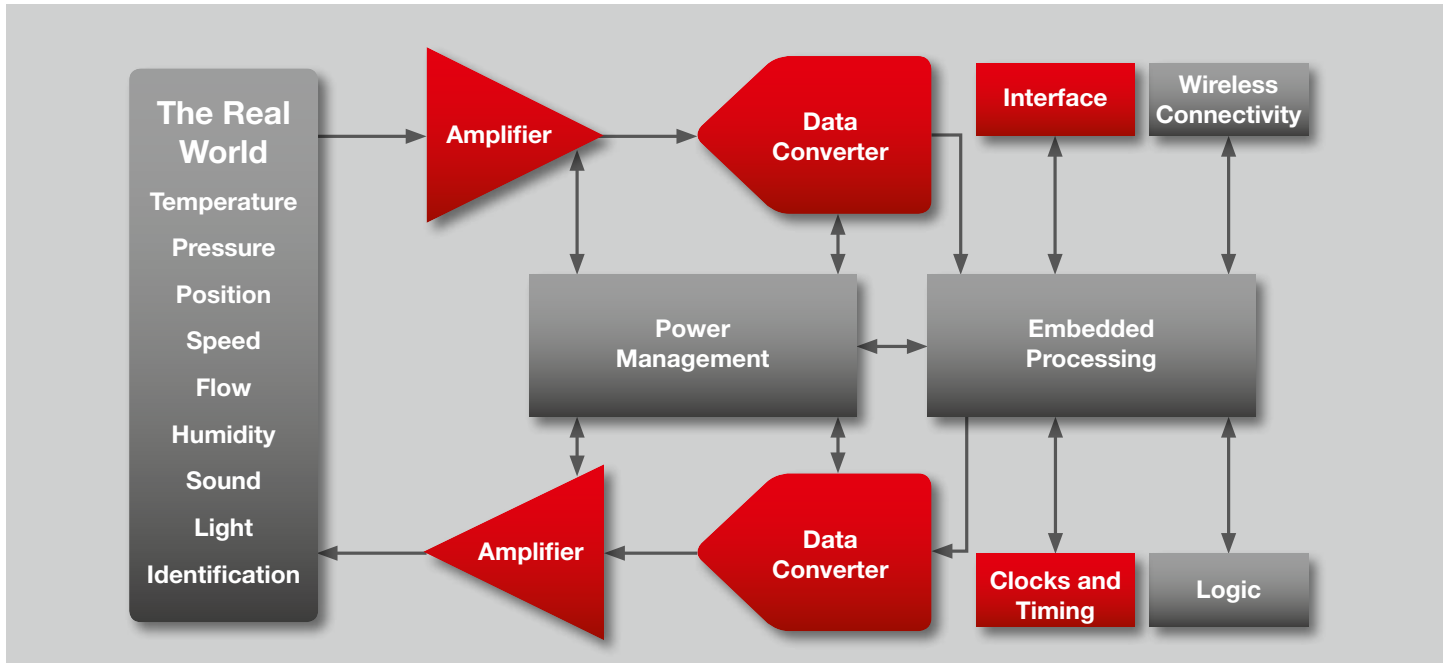 The Real
World
Temperature
Pressure
Position
Speed
Flow
Humidity
Sound
Light
Identification
Amplifier
Data
Converter
Interface
Wireless
Connectivity
Power
Management
Embedded
Processing
Amplifier
Data
Converter
Clocks and
Timing
Logic